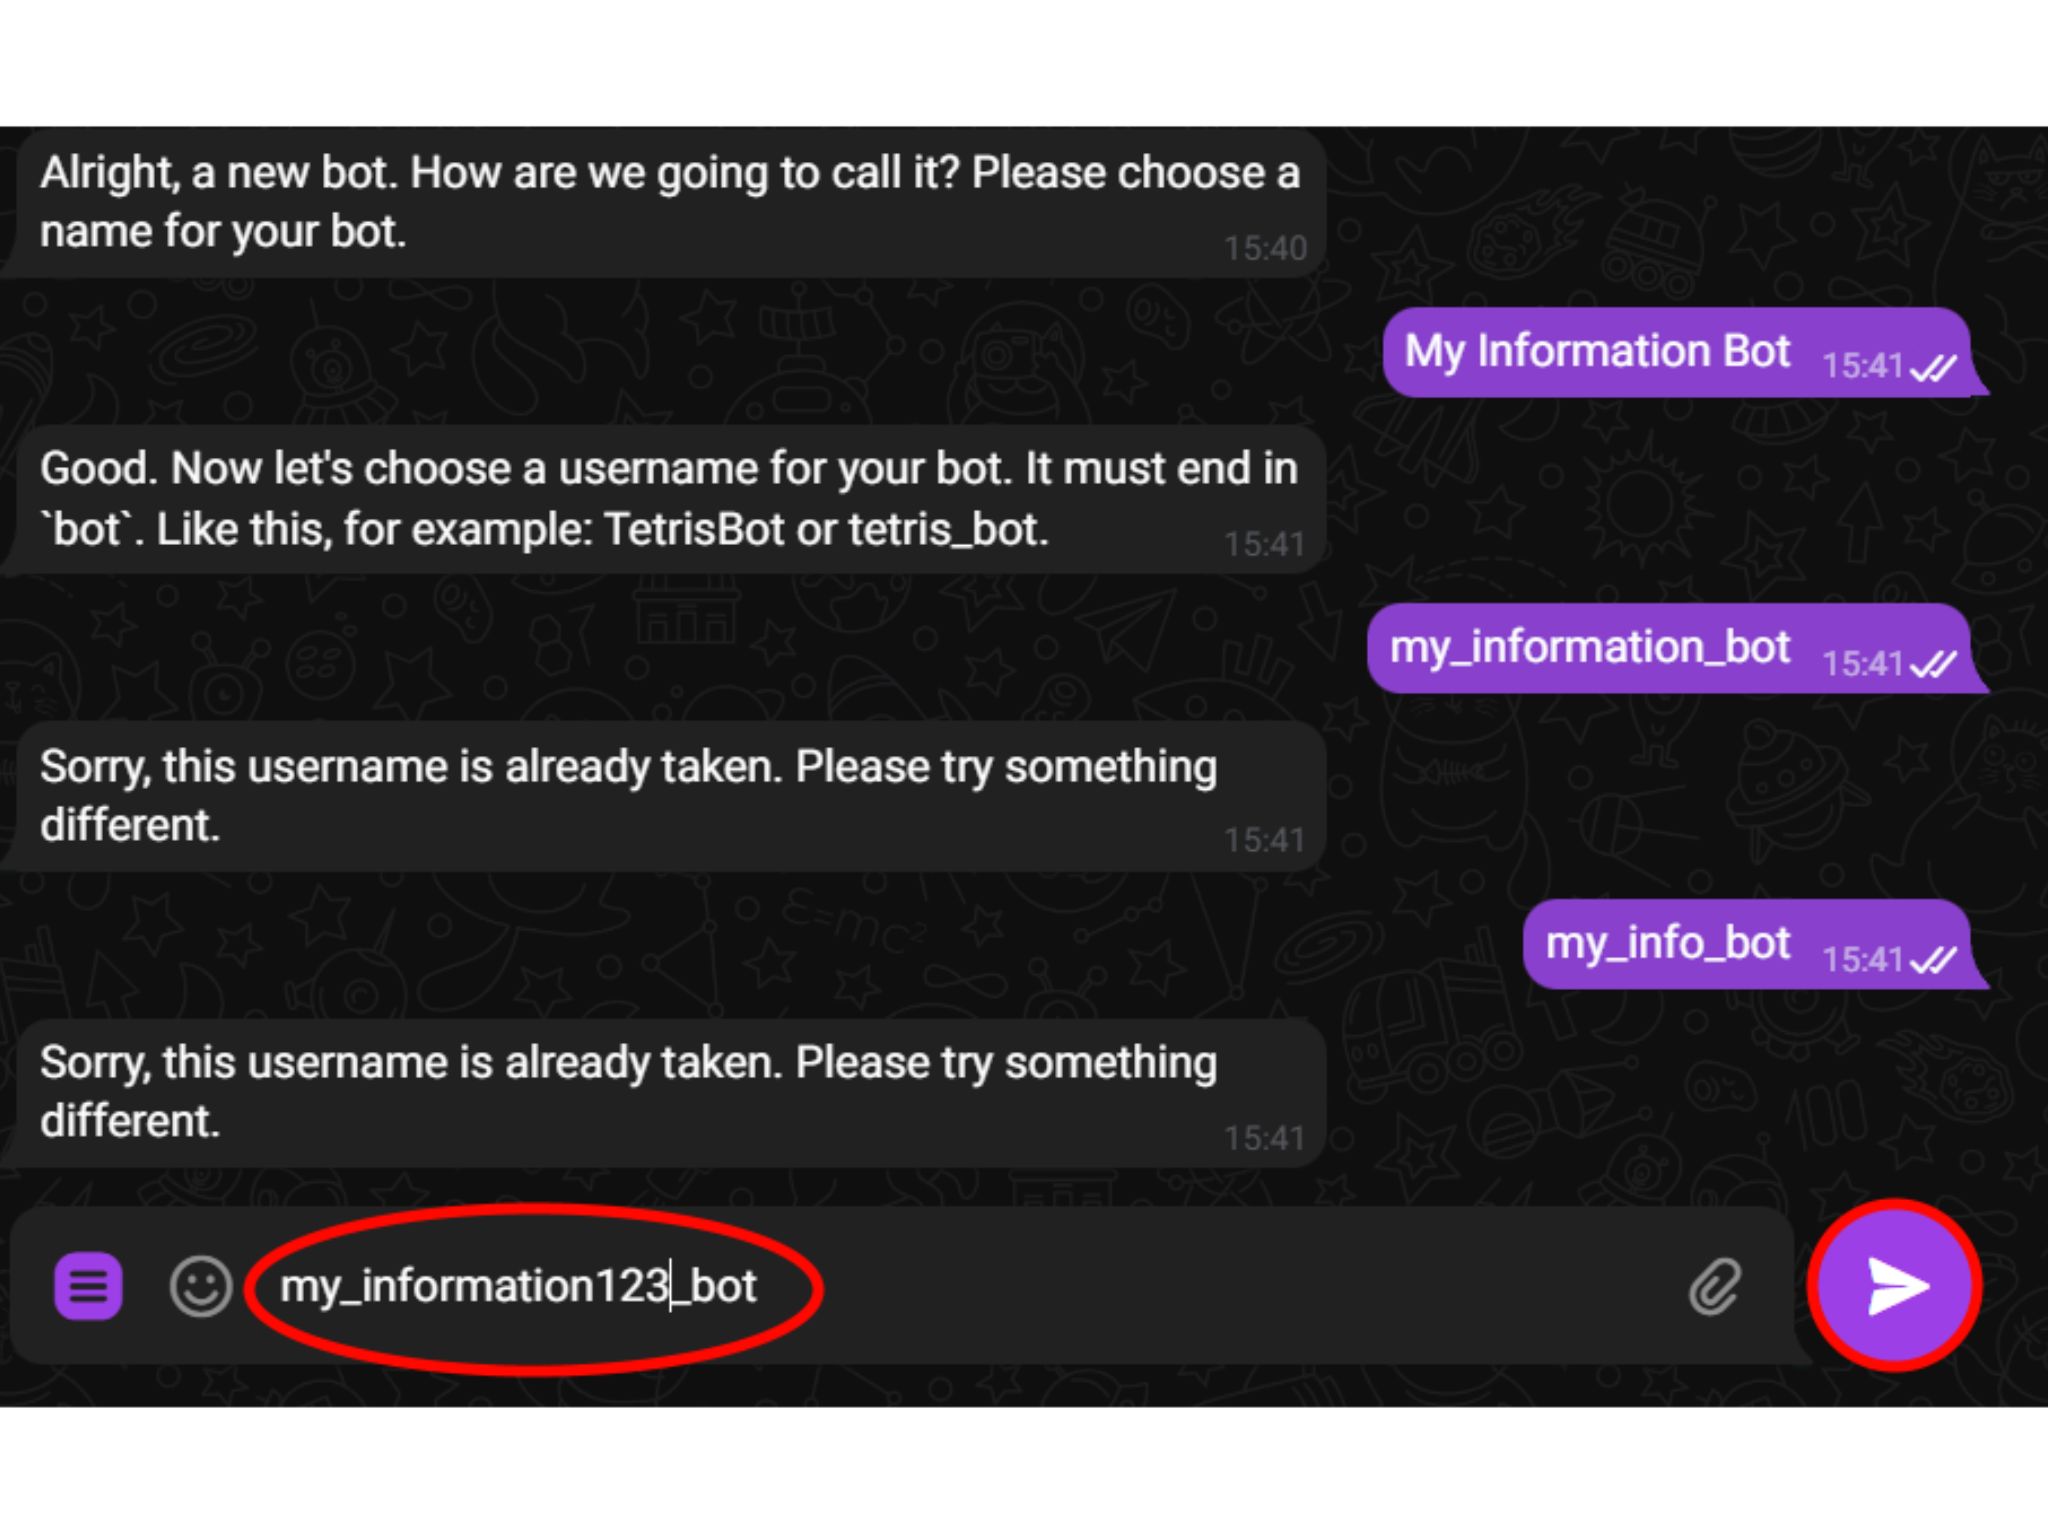 Alright, a new bot. How are we going to call it? Please choose a
name for your bot.
15:40
My Information Bot 15:41
Good. Now let's choose a username for your bot. It must end in
`bot`. Like this, for example: TetrisBot or tetris_bot.
15:41
my_information_bot 15:41
Sorry, this username is already taken. Please try something
different.
15:41
E=mc²
my_info_bot 15:41
Sorry, this username is already taken. Please try something
different.
15:41
my_information123_bot